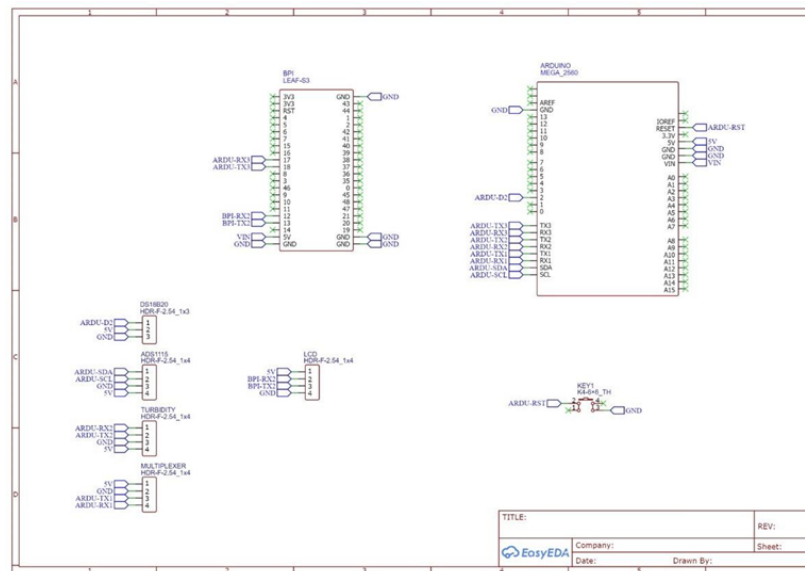 1 2 3 4 5
A
B
C
D
BPI
LEAF-S3
3V3
3V3
RST
4
5
6
7
15
16
17
18
8
3
46
9
10
11
12
13
14
5V
GND
GND
43
44
1
2
42
41
40
39
38
37
36
35
0
45
48
47
21
20
19
GND
GND
ARDU-RX3
ARDU-TX3
BPI-RX2
BPI-TX2
VIN
GND
GND
GND
GND
ARDUINO
MEGA_2560
AREF
GND
13
12
11
10
9
8
7
6
5
4
3
2
1
0
TX3
RX3
TX2
RX2
TX1
RX1
SDA
SCL
IOREF
RESET
3.3V
5V
GND
GND
VIN
A0
A1
A2
A3
A4
A5
A6
A7
A8
A9
A10
A11
A12
A13
A14
A15
GND
ARDU-D2
ARDU-TX3
ARDU-RX3
ARDU-TX2
ARDU-RX2
ARDU-TX1
ARDU-RX1
ARDU-SDA
ARDU-SCL
ARDU-RST
5V
GND
GND
VIN
DS18B20
HDR-F-2.54_1x3
ARDU-D2 1
5V 2
GND 3
ADS1115
HDR-F-2.54_1x4
ARDU-SDA 1
ARDU-SCL 2
GND 3
5V 4
TURBIDITY
HDR-F-2.54_1x4
ARDU-RX2 1
ARDU-TX2 2
GND 3
5V 4
MULTIPLEXER
HDR-F-2.54_1x4
5V 1
GND 2
ARDU-TX1 3
ARDU-RX1 4
LCD
HDR-F-2.54_1x4
5V 1
BPI-RX2 2
BPI-TX2 3
GND 4
KEY1
K4-6×6_TH
ARDU-RST 2 4
1 3 GND
TITLE:
REV:
EasyEDA
Company:
Sheet:
Date:
Drawn By:
1 2 3 4 5